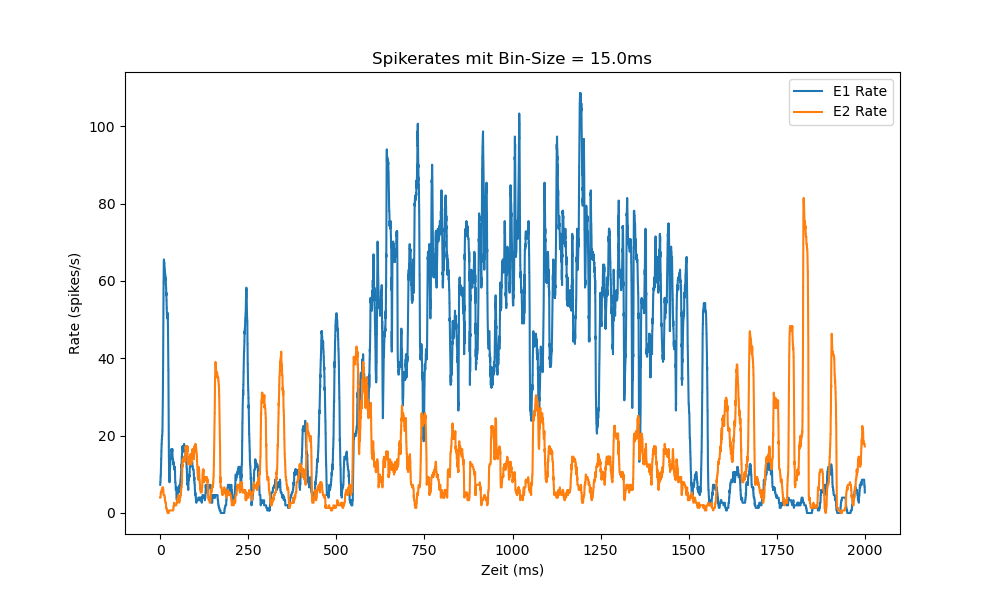 Spikerates mit Bin-Size = 15.0ms
E1 Rate
E2 Rate
Rate (spikes/s)
100
80
60
40
20
0
0 250 500 750 1000 1250 1500 1750 2000
Zeit (ms)